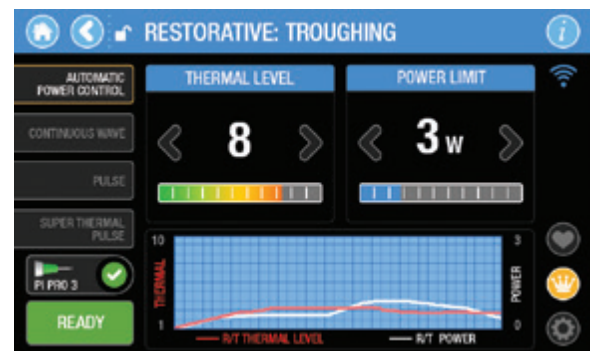 RESTORATIVE: TROUGHING
i
AUTOMATIC
POWER CONTROL
THERMAL LEVEL
POWER LIMIT
CONTINUOUS WAVE
8
3 W
PULSE
SUPER THERMAL
PULSE
10
3
THERMAL
POWER
PI PRO 3
1
0
READY
R/T THERMAL LEVEL
R/T POWER